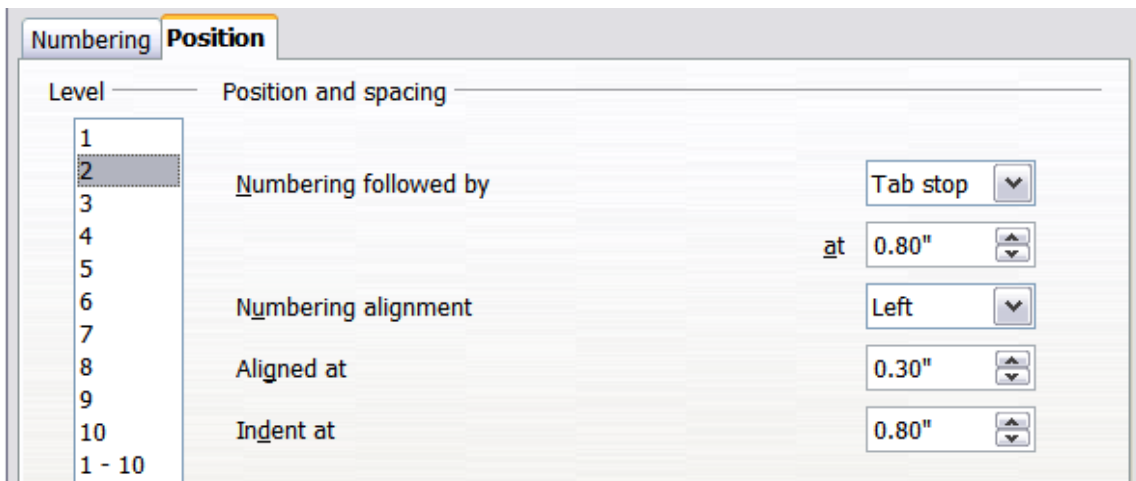 Numbering Position
Level Position and spacing
1
2
3
4
5
6
7
8
9
10
1 - 10
Numbering followed by Tab stop
at 0.80"
Numbering alignment Left
Aligned at 0.30"
Indent at 0.80"